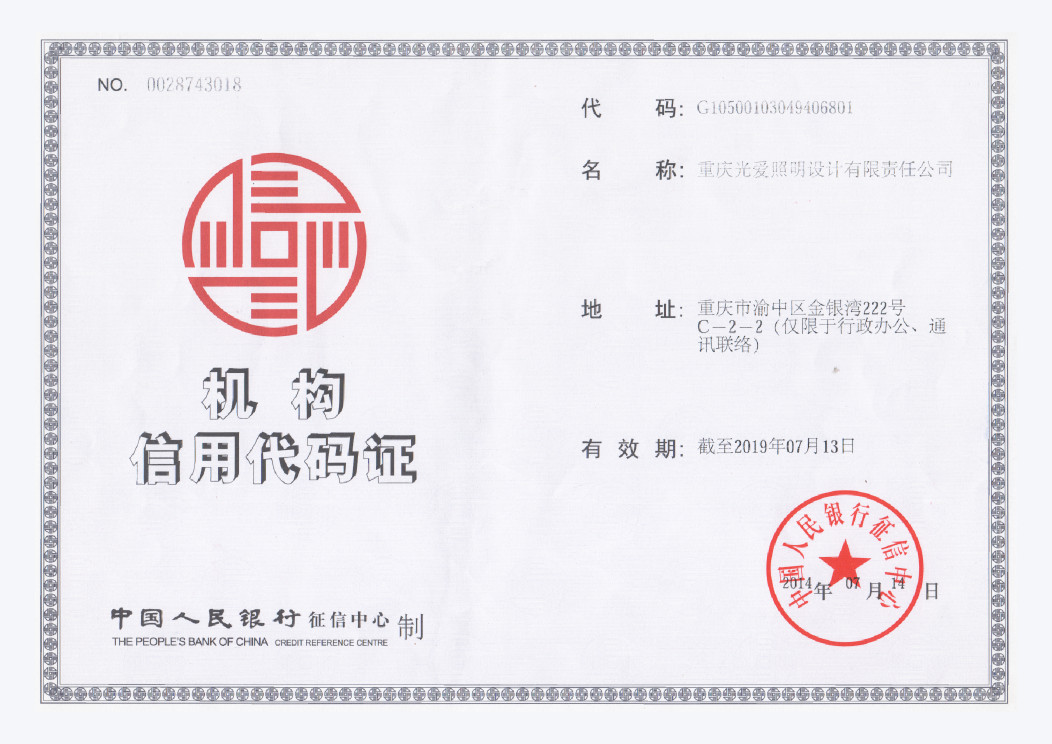 NO. 0028743018
机构
信用代码证
中国人民银行征信中心 制
THE PEOPLE'S BANK OF CHINA CREDIT REFERENCE CENTRE
代码：G10500103049406801
名称：重庆光爱照明设计有限责任公司
地址：重庆市渝中区金银湾222号
C－2－2（仅限于行政办公、通
讯联络）
有效期：截至2019年07月13日
中国人民银行征信中心
2014年 07月 14日